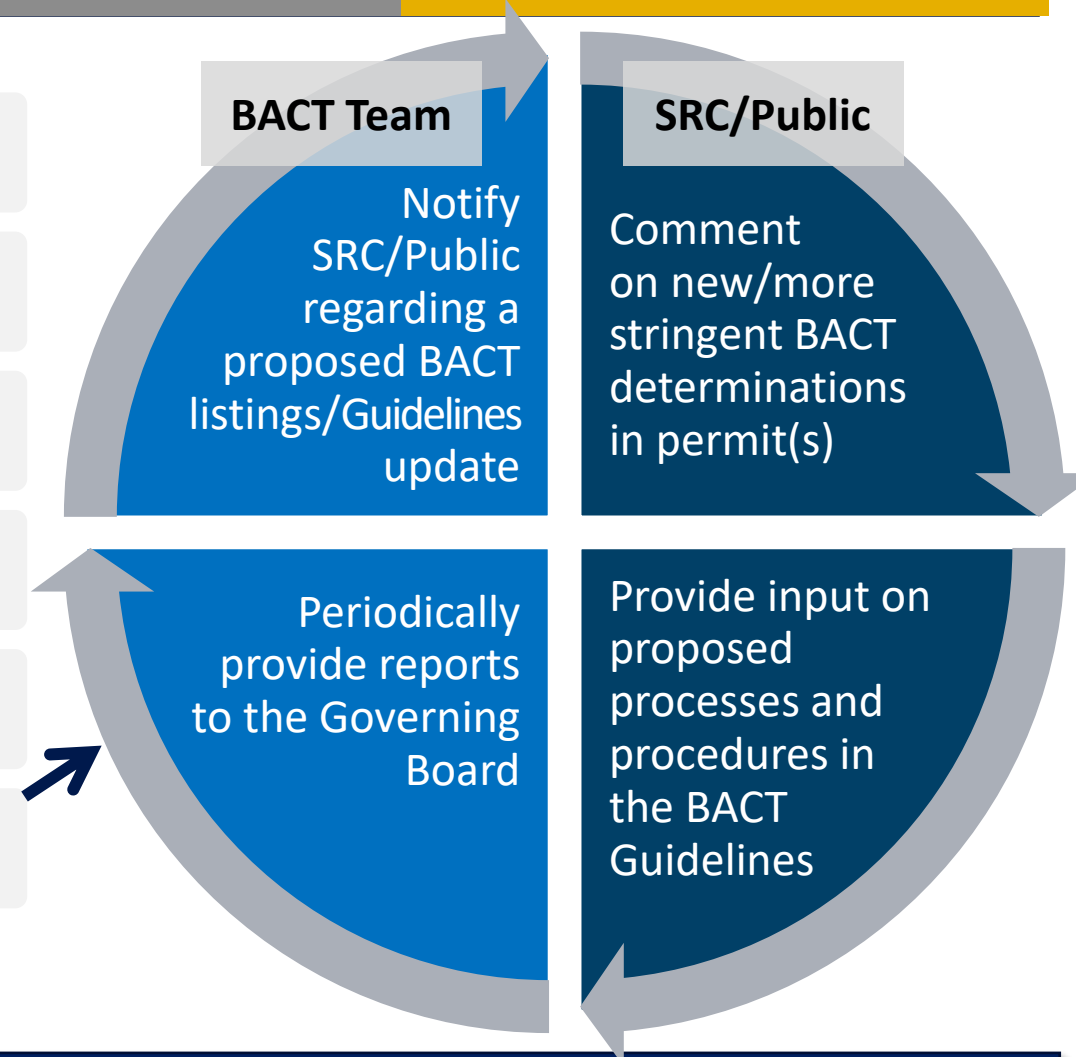 BACT Team
Notify
SRC/Public
regarding a
proposed BACT
listings/Guidelines
update
SRC/Public
Comment
on new/more
stringent BACT
determinations
in permit(s)
Provide input on
proposed
processes and
procedures in
the BACT
Guidelines
Periodically
provide reports
to the Governing
Board